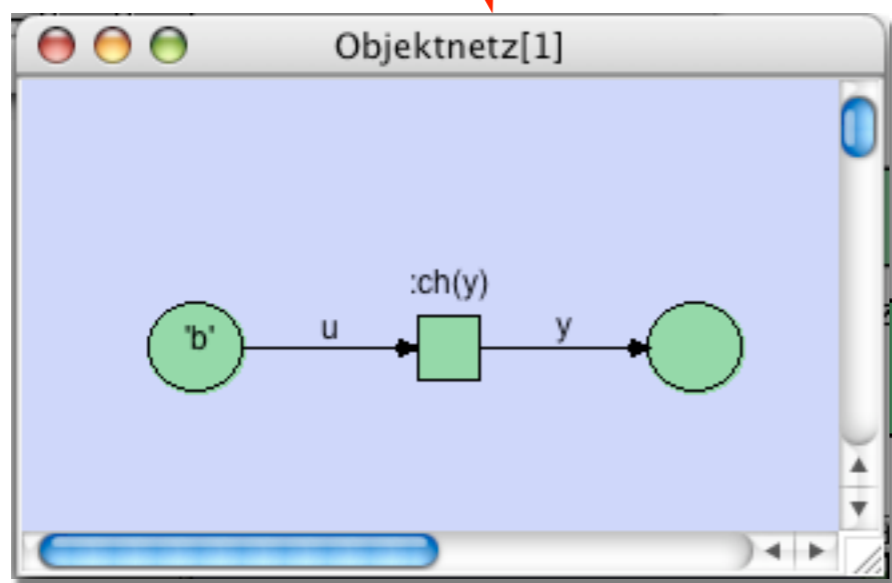 Objektnetz[1]
:ch(y)
'b'
u
y